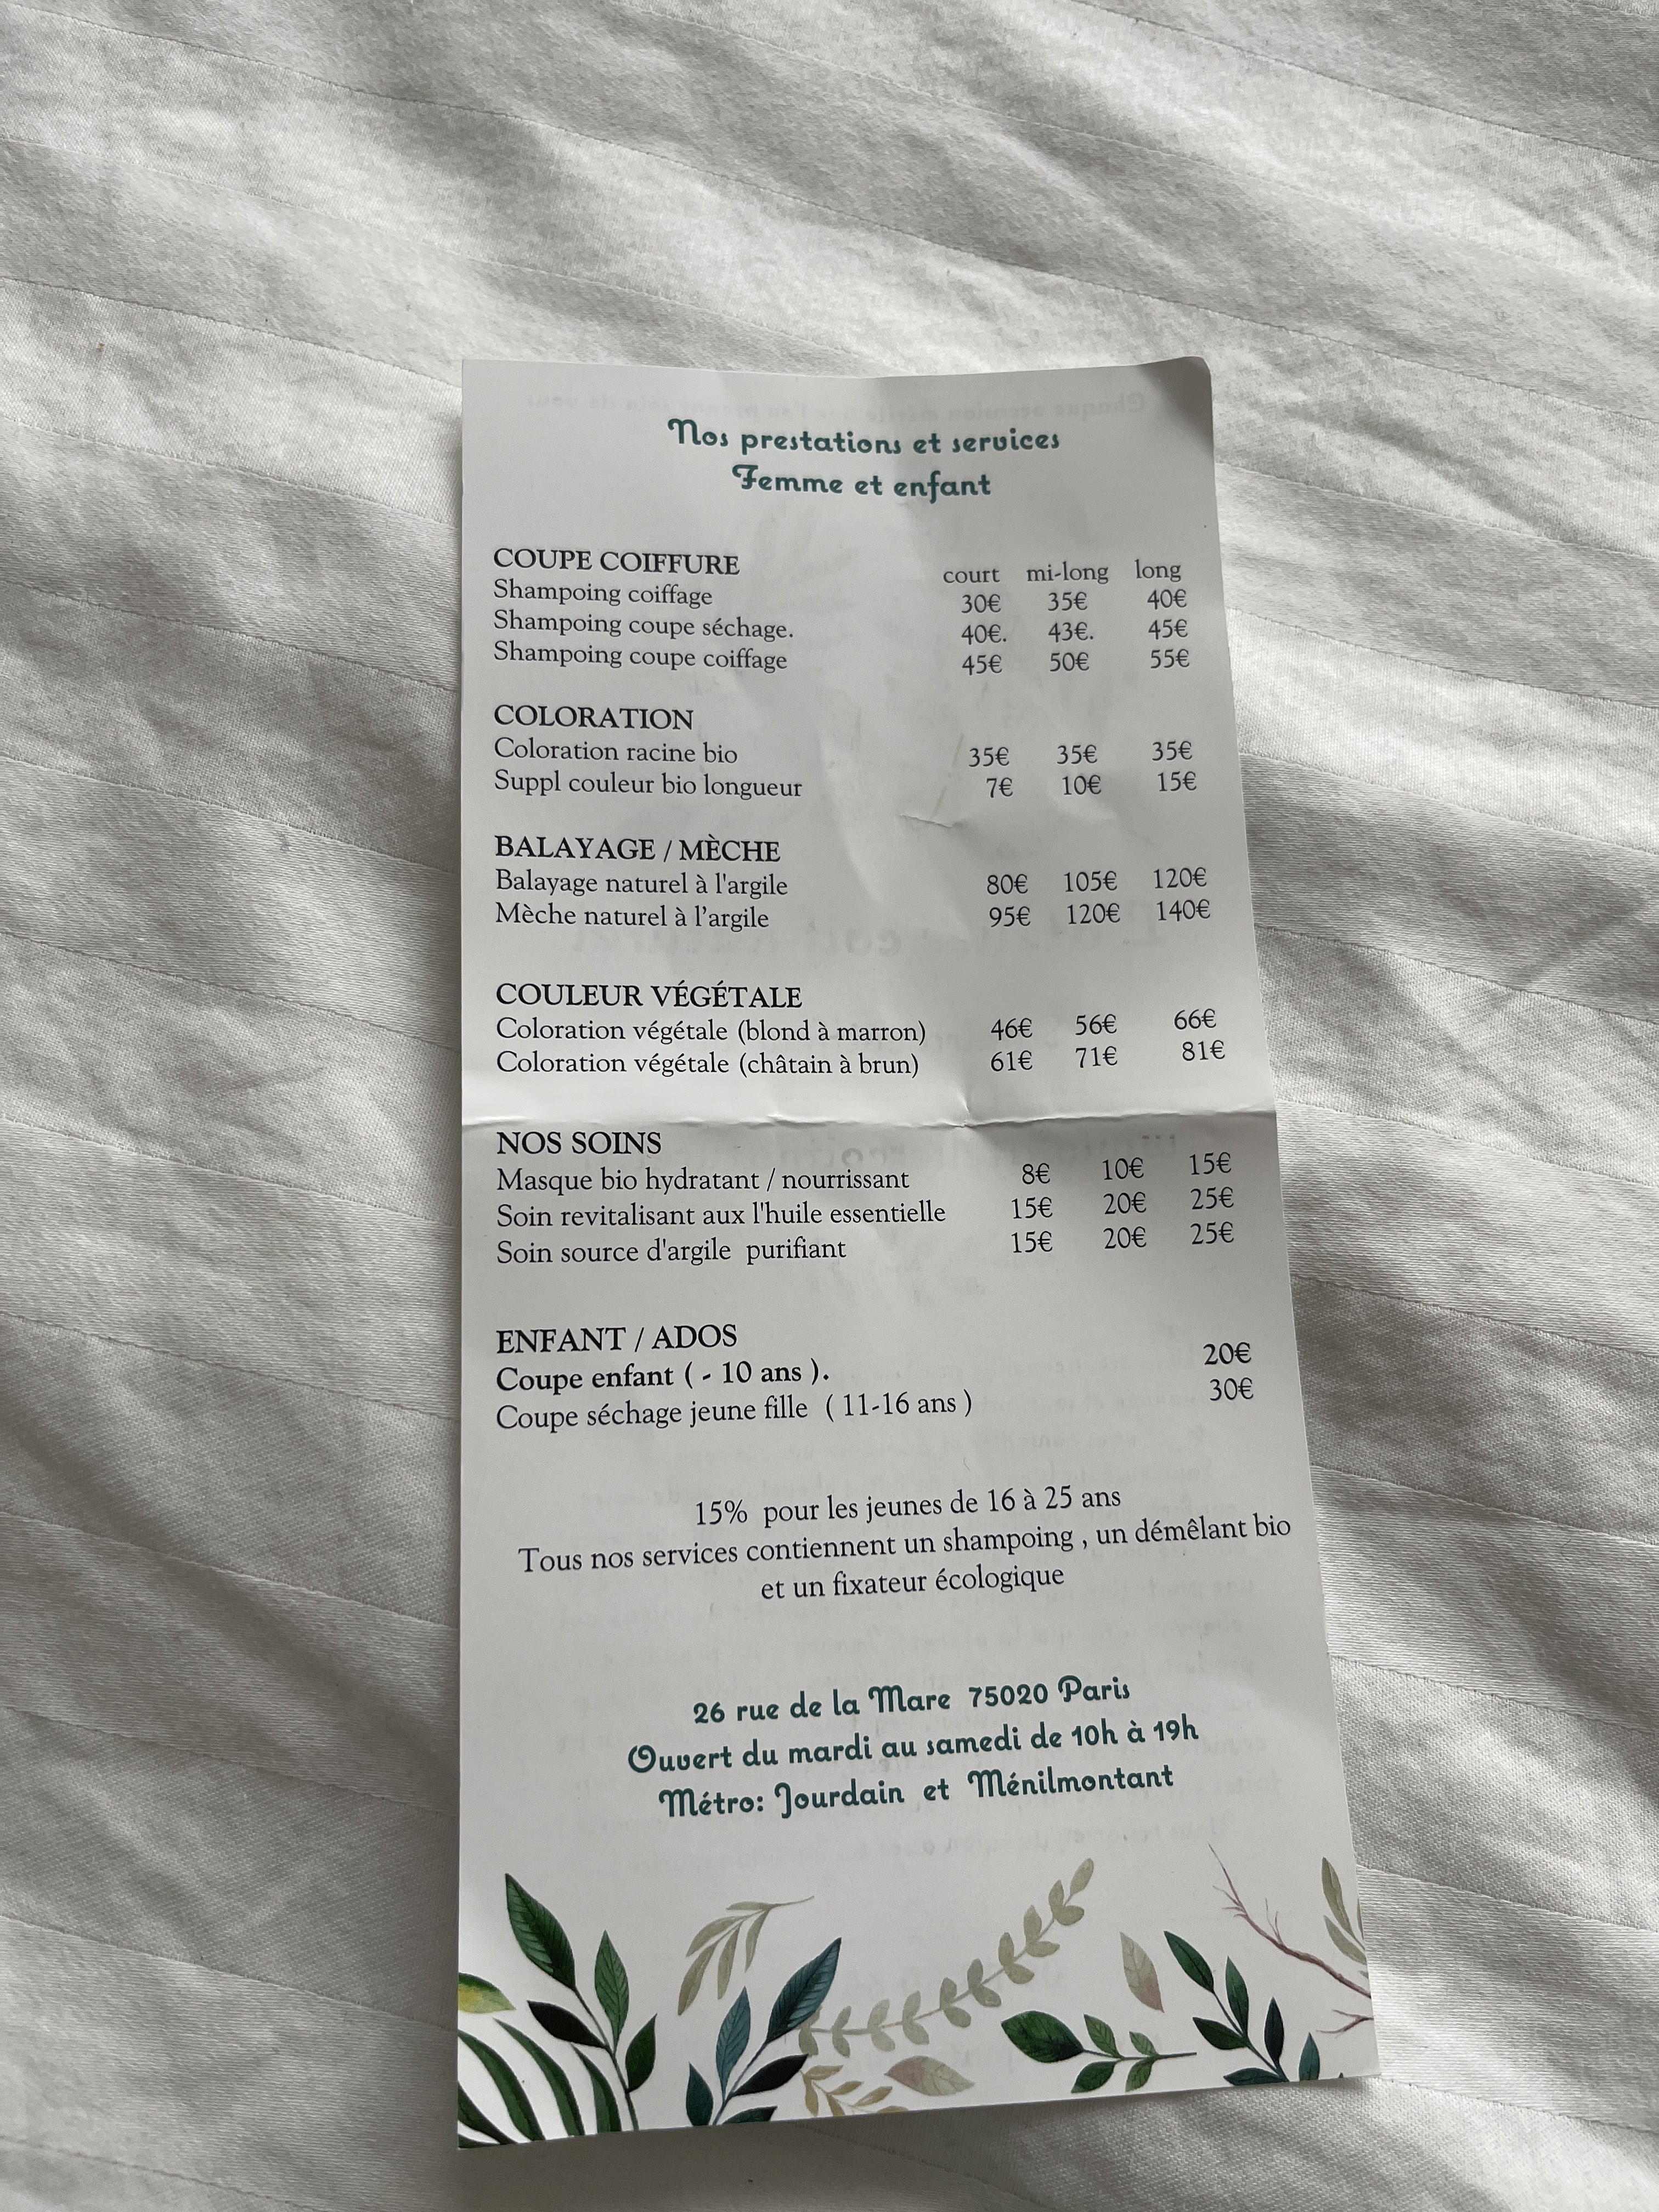 Nos prestations et services
Femme et enfant
COUPE COIFFURE court mi-long long
Shampoing coiffage 30€ 35€ 40€
Shampoing coupe séchage. 40€. 43€. 45€
Shampoing coupe coiffage 45€ 50€ 55€
COLORATION
Coloration racine bio 35€ 35€ 35€
Suppl couleur bio longueur 7€ 10€ 15€
BALAYAGE / MÈCHE
Balayage naturel à l'argile 80€ 105€ 120€
Mèche naturel à l’argile 95€ 120€ 140€
COULEUR VÉGÉTALE
Coloration végétale (blond à marron) 46€ 56€ 66€
Coloration végétale (châtain à brun) 61€ 71€ 81€
NOS SOINS
Masque bio hydratant / nourrissant 8€ 10€ 15€
Soin revitalisant aux l'huile essentielle 15€ 20€ 25€
Soin source d'argile purifiant 15€ 20€ 25€
ENFANT / ADOS
Coupe enfant ( - 10 ans ). 20€
Coupe séchage jeune fille ( 11-16 ans ) 30€
15% pour les jeunes de 16 à 25 ans
Tous nos services contiennent un shampoing , un démêlant bio
et un fixateur écologique
26 rue de la Mare 75020 Paris
Ouvert du mardi au samedi de 10h à 19h
Métro: Jourdain et Ménilmontant